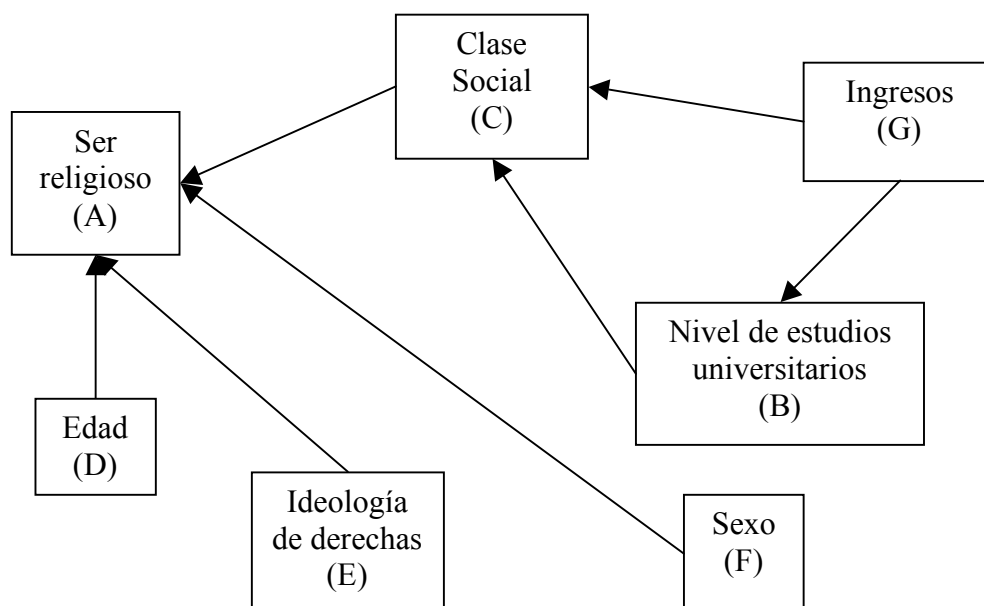 Clase
Social
(C)
Ingresos
(G)
Ser
religioso
(A)
Nivel de estudios
universitarios
(B)
Edad
(D)
Ideología
de derechas
(E)
Sexo
(F)